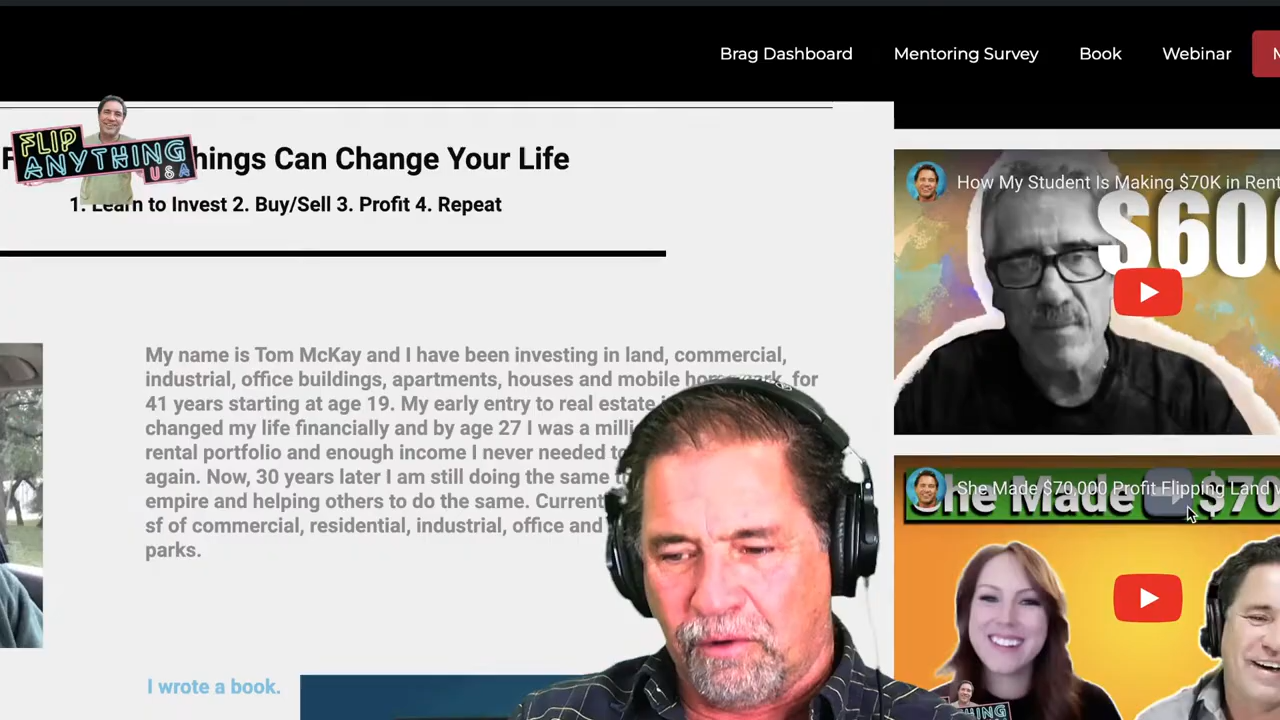 Brag Dashboard
Mentoring Survey
Book
Webinar
FLIP
ANYTHING
USA
hings Can Change Your Life
1. Learn to Invest 2. Buy/Sell 3. Profit 4. Repeat
My name is Tom McKay and I have been investing in land, commercial,
industrial, office buildings, apartments, houses and mobile for
41 years starting at age 19. My early entry to real estate
changed my life financially and by age 27 I was a
rental portfolio and enough income I never needed to
again. Now, 30 years later I am still doing the same
empire and helping others to do the same.
sf of commercial, residential, industrial, office and
parks.
I wrote a book.
How My Student Is Making $70K in Rent
$600
She Made $70,000 Profit Flipping Land
She Made $70
THING